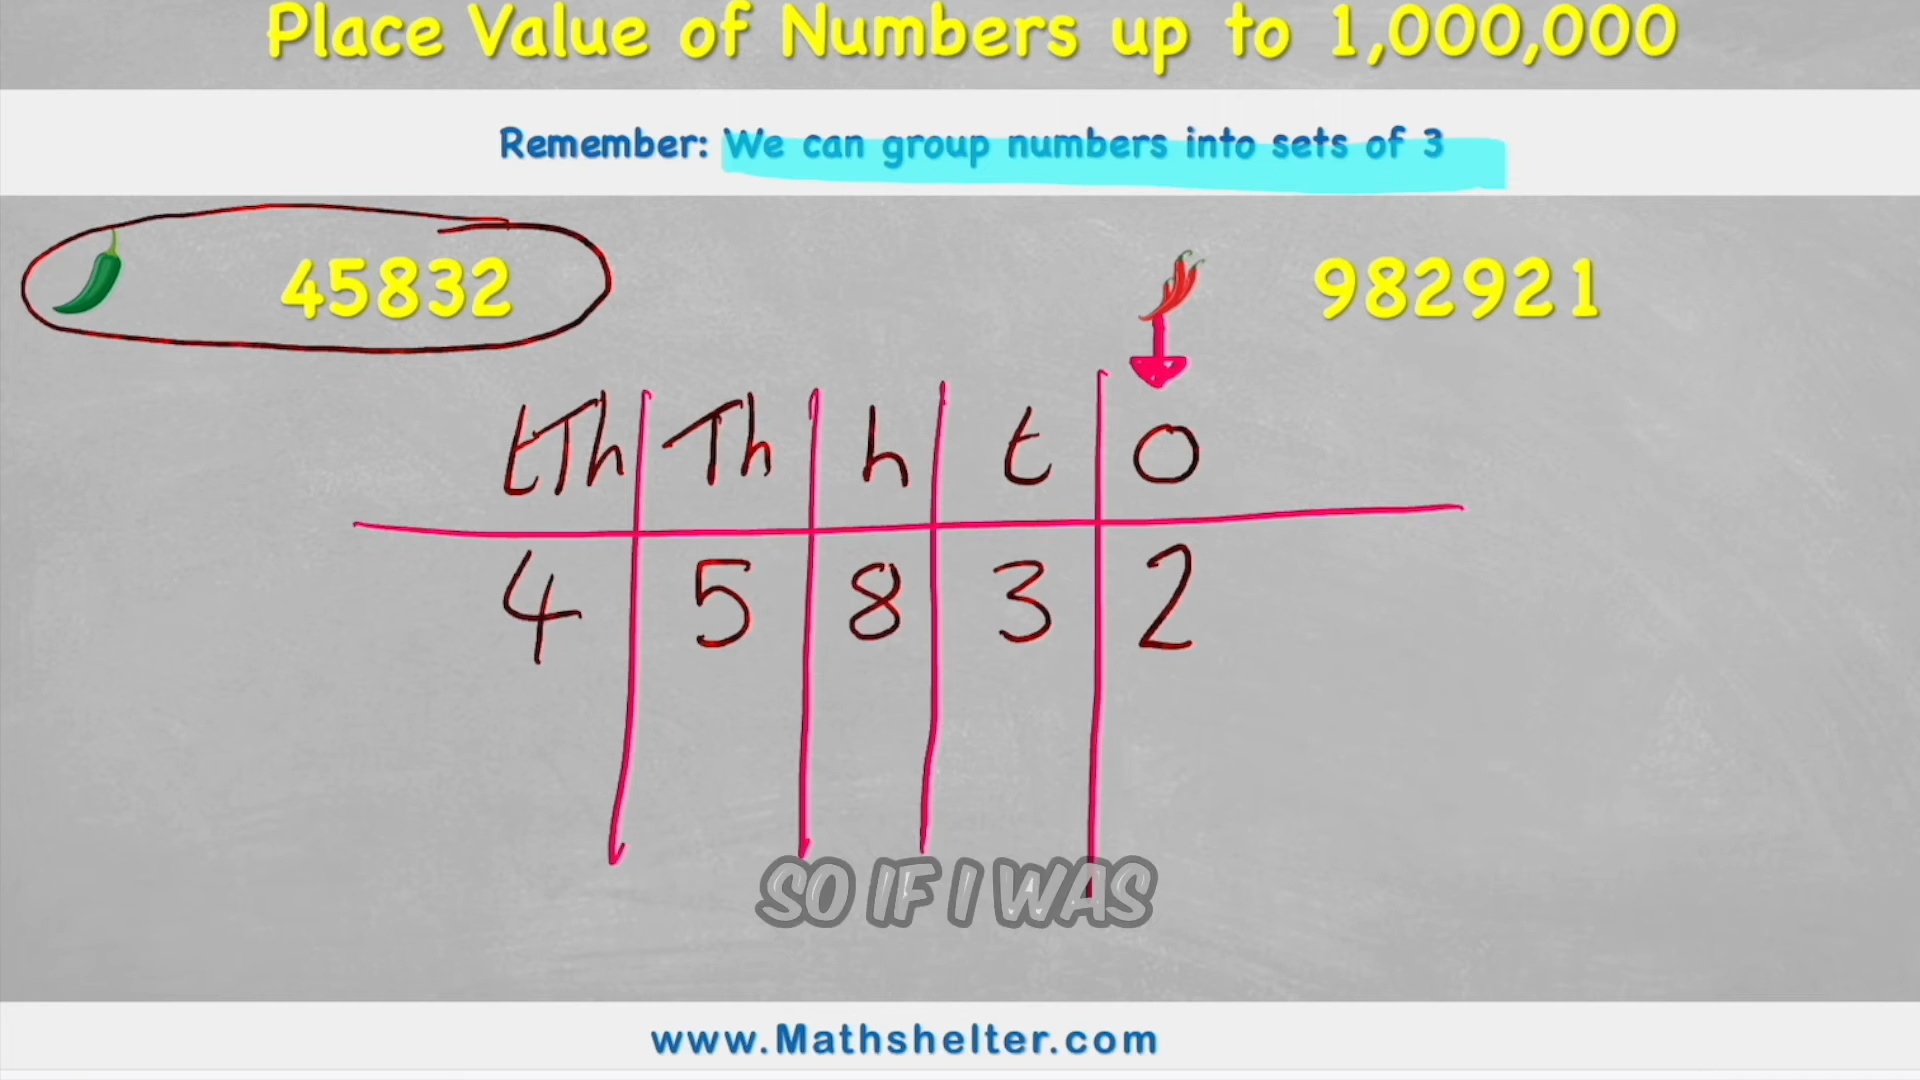 Place Value of Numbers up to 1,000,000
Remember: We can group numbers into sets of 3
45832
982921
tTh Th h t O
4 5 8 3 2
SO IF I WAS
www.Mathshelter.com